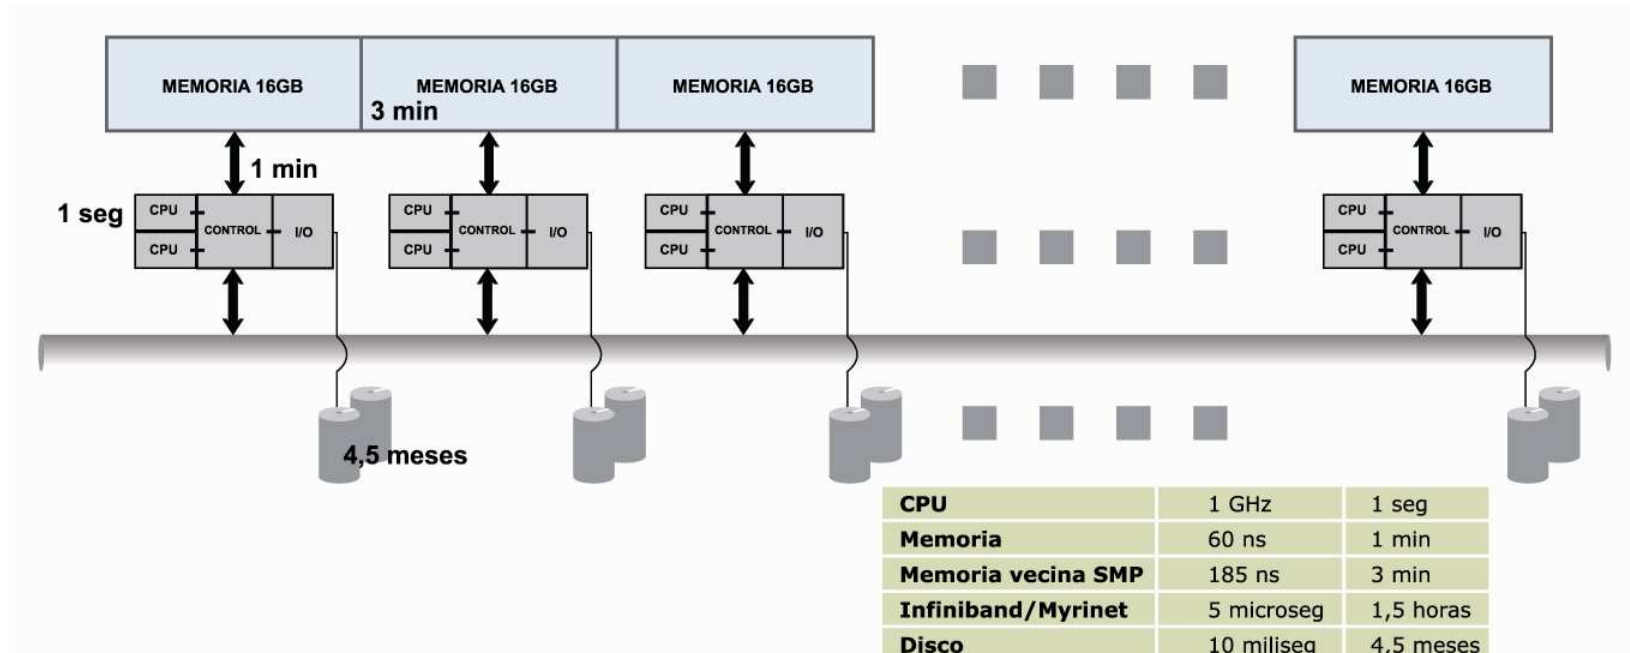 MEMORIA 16GB MEMORIA 16GB MEMORIA 16GB MEMORIA 16GB
3 min
1 min
1 seg
CPU CONTROL I/O CPU CONTROL I/O CPU CONTROL I/O CPU CONTROL I/O
CPU CPU CPU CPU
4,5 meses
CPU 1 GHz 1 seg
Memoria 60 ns 1 min
Memoria vecina SMP 185 ns 3 min
Infiniband/Myrinet 5 microseg 1,5 horas
Disco 10 miliseg 4,5 meses